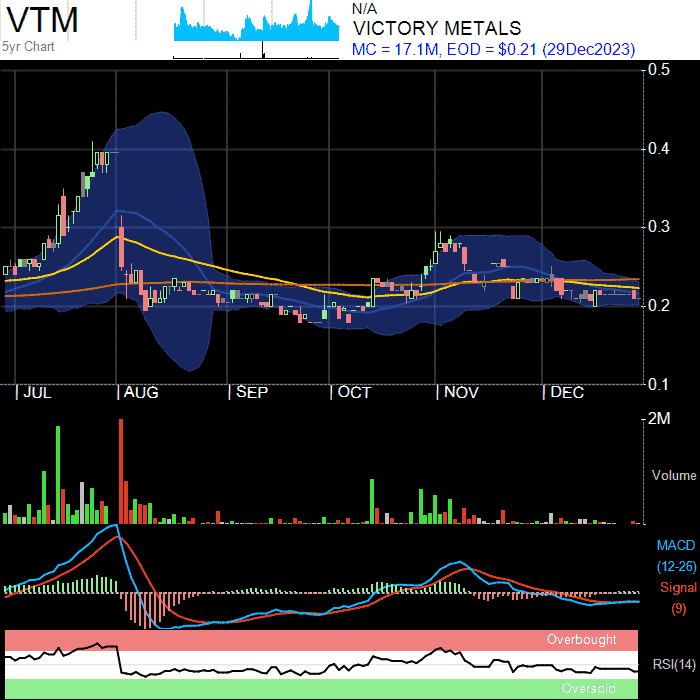 VTM
5yr Chart
N/A
VICTORY METALS
MC = 17.1M, EOD = $0.21 (29Dec2023)
0.5
0.4
0.3
0.2
0.1
JUL AUG SEP OCT NOV DEC
2M
Volume
MACD
(12-26)
Signal
(9)
Overbought
RSI(14)
Oversold